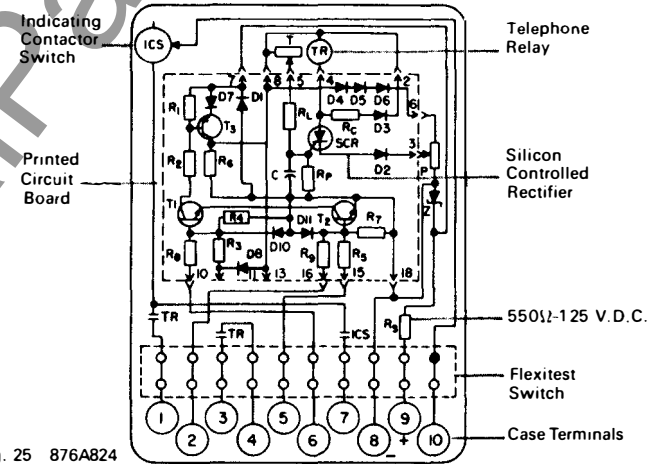 Indicating
Contactor
Switch
ICS
T
TR
Telephone
Relay
7 8 5 4 2
D7 D1
D4 D5 D6
6
R1
T3
RL
RC D3
SCR
R2
R6
C
RP
D2
3
P
Printed
Circuit
Board
Silicon
Controlled
Rectifier
Z
T1
R4
T2
R7
D11
D10
R8
R3
D8
R9
R5
10 11 13 16 15 18
TR
TR
ICS
RS
550Ω-125 V.D.C.
Flexitest
Switch
1 3 5 7 9
2 4 6 8 10
- +
Case Terminals
. 25 876A824